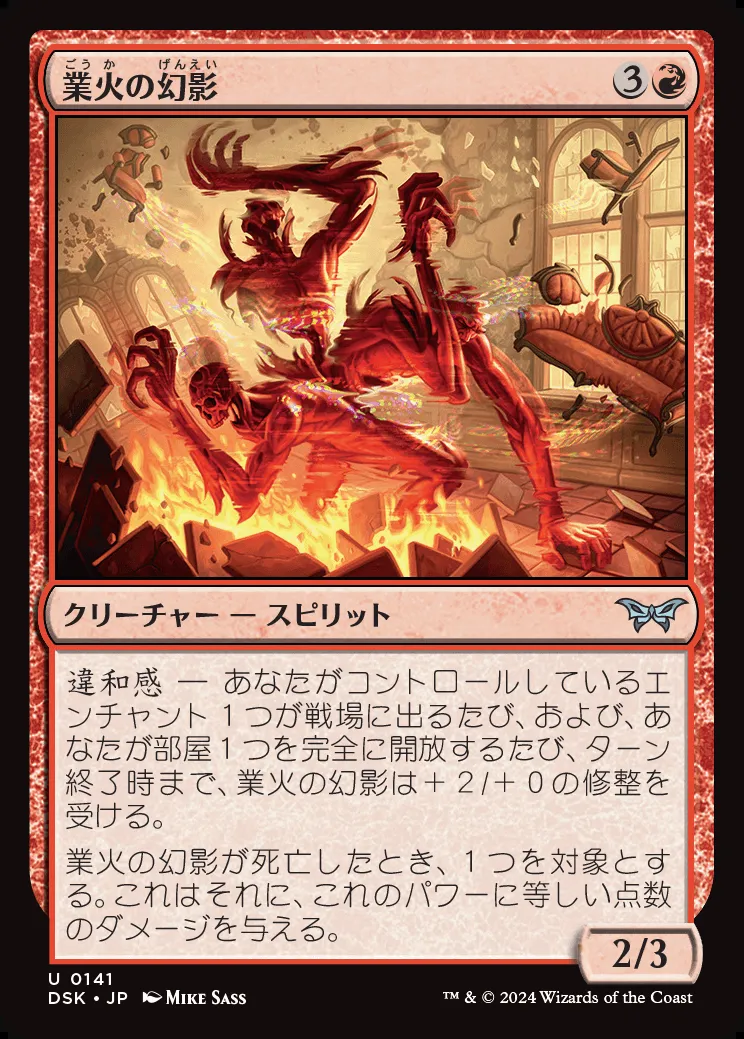 ごうか げんえい
業火の幻影
3
クリーチャー — スピリット
違和感 — あなたがコントロールしているエ
ンチャント１つが戦場に出るたび、および、あ
なたが部屋１つを完全に開放するたび、ターン
終了時まで、業火の幻影は＋２/＋０の修整を
受ける。
業火の幻影が死亡したとき、１つを対象とす
る。これはそれに、これのパワーに等しい点数
のダメージを与える。
2/3
U 0141
DSK • JP Mike Sass
™ & © 2024 Wizards of the Coast